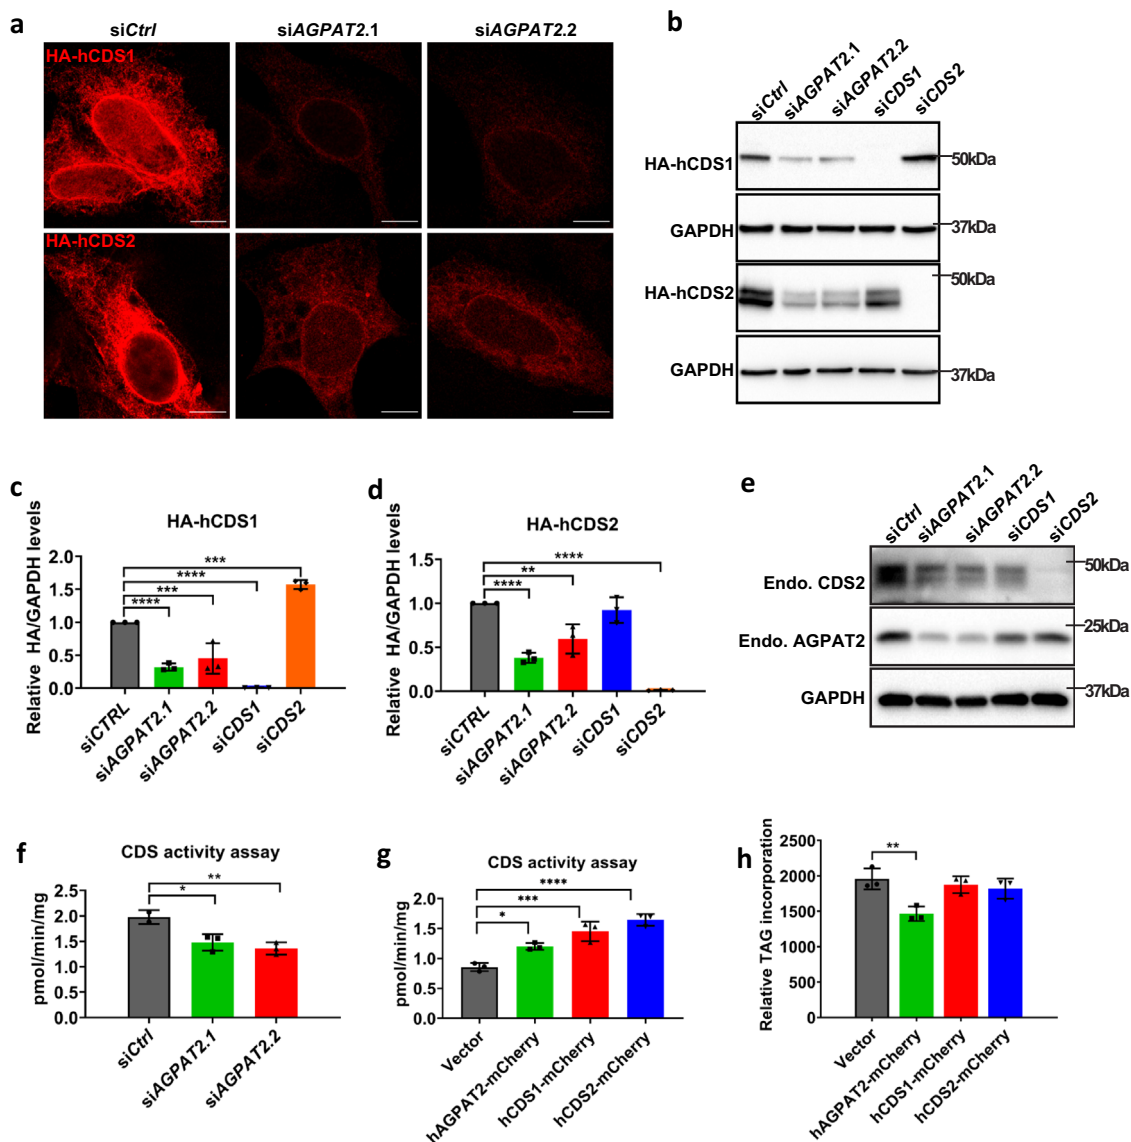 a
siCtrl
siAGPAT2.1
siAGPAT2.2
HA-hCDS1
HA-hCDS2
b
siCtrl
siAGPAT2.1
siAGPAT2.2
siCDS1
siCDS2
HA-hCDS1
50kDa
GAPDH
37kDa
HA-hCDS2
50kDa
GAPDH
37kDa
c
HA-hCDS1
Relative HA/GAPDH levels
2.0
1.5
1.0
0.5
0.0
***
****
***
****
siCTRL
siAGPAT2.1
siAGPAT2.2
siCDS1
siCDS2
d
HA-hCDS2
Relative HA/GAPDH levels
1.5
1.0
0.5
0.0
****
**
****
siCTRL
siAGPAT2.1
siAGPAT2.2
siCDS1
siCDS2
e
siCtrl
siAGPAT2.1
siAGPAT2.2
siCDS1
siCDS2
Endo. CDS2
50kDa
Endo. AGPAT2
25kDa
GAPDH
37kDa
f
CDS activity assay
pmol/min/mg
2.5
2.0
1.5
1.0
0.5
0.0
**
*
siCtrl
siAGPAT2.1
siAGPAT2.2
g
CDS activity assay
pmol/min/mg
2.0
1.5
1.0
0.5
0.0
****
***
*
Vector
hAGPAT2-mCherry
hCDS1-mCherry
hCDS2-mCherry
h
Relative TAG incorporation
2500
2000
1500
1000
500
0
**
Vector
hAGPAT2-mCherry
hCDS1-mCherry
hCDS2-mCherry